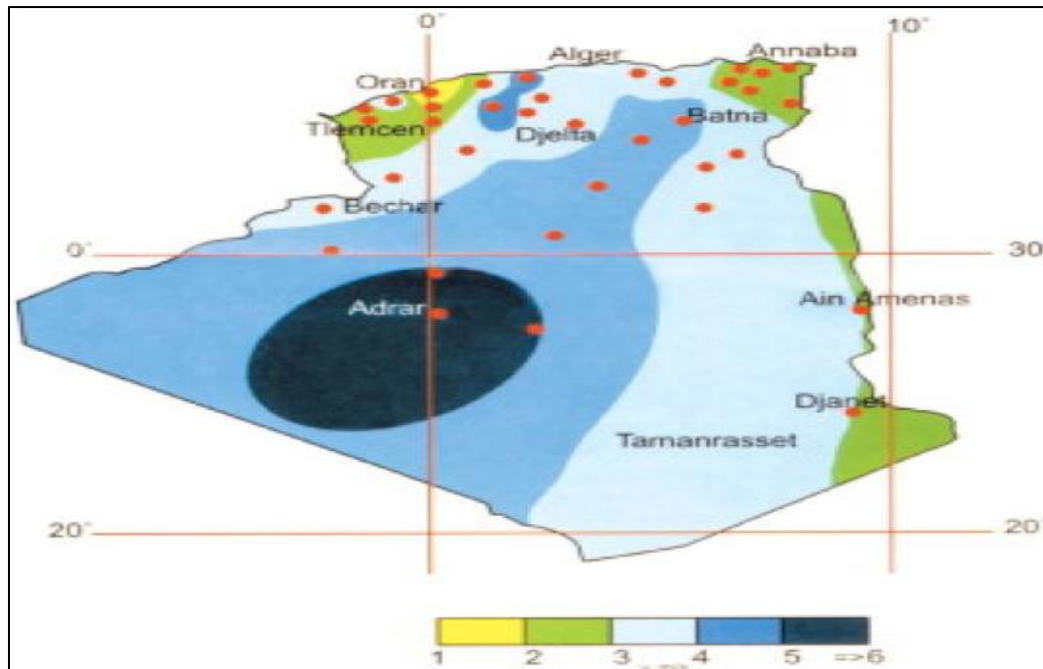 0° 10°
Alger Annaba
Oran
Tlemcen Batna
Djelfa
Bechar
0° 30
Ain Amenas
Adrar
Djanet
Tamanrasset
20° 20°
1 2 3 4 5 =>6